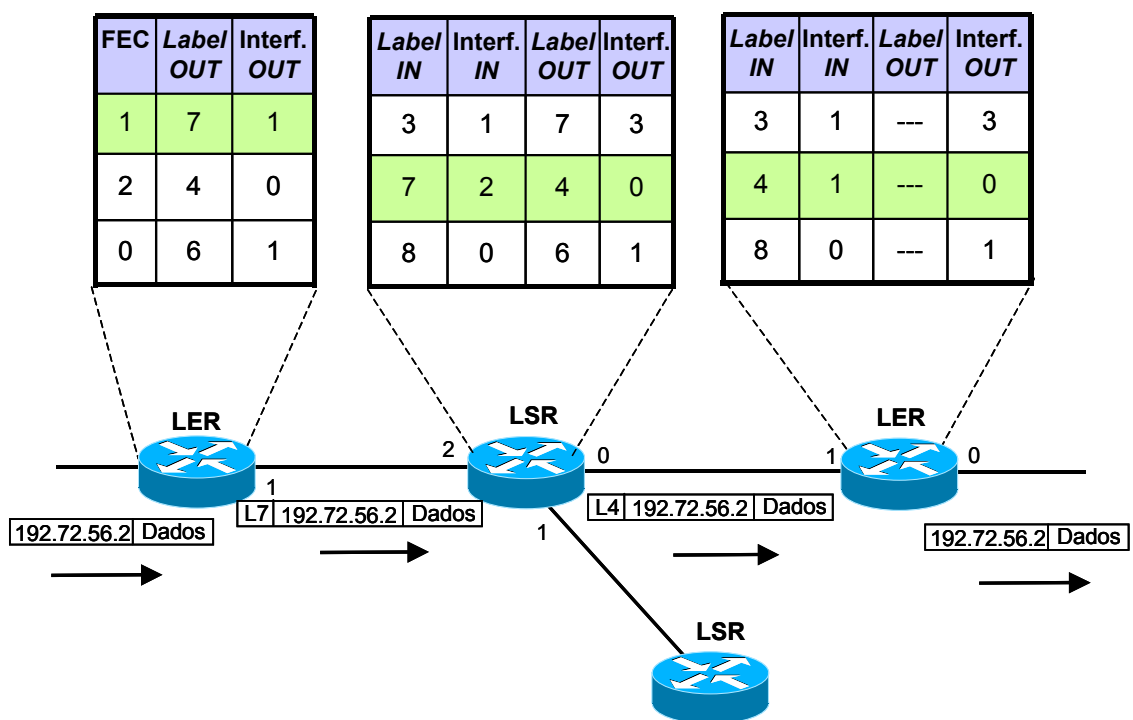 FEC Label OUT Interf. OUT
1 7 1
2 4 0
0 6 1
Label IN Interf. IN Label OUT Interf. OUT
3 1 7 3
7 2 4 0
8 0 6 1
Label IN Interf. IN Label OUT Interf. OUT
3 1 --- 3
4 1 --- 0
8 0 --- 1
LER
LSR
LER
2
0
1
0
1
1
192.72.56.2 Dados
L7 192.72.56.2 Dados
L4 192.72.56.2 Dados
192.72.56.2 Dados
LSR